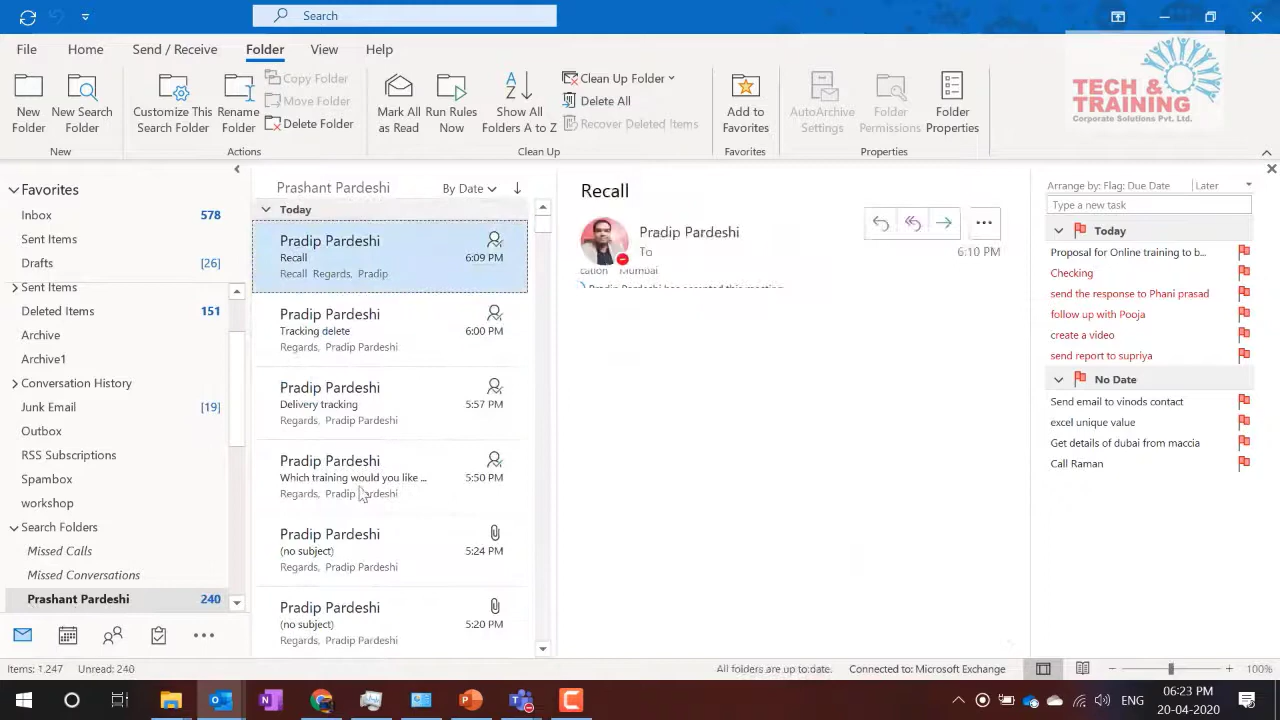 Search
File Home Send / Receive Folder View Help
TECH & TRAINING
Corporate Solutions Pvt. Ltd.
New Folder
New Search Folder
New
Customize This Search Folder
Rename Folder
Copy Folder
Move Folder
Delete Folder
Actions
Mark All as Read
Run Rules Now
Show All Folders A to Z
Clean Up Folder
Delete All
Recover Deleted Items
Clean Up
Add to Favorites
Favorites
AutoArchive Settings
Folder Permissions
Folder Properties
Properties
Favorites
Inbox 578
Sent Items
Drafts [26]
Sent Items
Deleted Items 151
Archive
Archive1
Conversation History
Junk Email [19]
Outbox
RSS Subscriptions
Spambox
workshop
Search Folders
Missed Calls
Missed Conversations
Prashant Pardeshi 240
Prashant Pardeshi By Date
Today
Pradip Pardeshi
Recall 6:09 PM
Recall Regards, Pradip
Pradip Pardeshi
Tracking delete 6:00 PM
Regards, Pradip Pardeshi
Pradip Pardeshi
Delivery tracking 5:57 PM
Regards, Pradip Pardeshi
Pradip Pardeshi
Which training would you like ... 5:50 PM
Regards, Pradip Pardeshi
Pradip Pardeshi
(no subject) 5:24 PM
Regards, Pradip Pardeshi
Pradip Pardeshi
(no subject) 5:20 PM
Regards, Pradip Pardeshi
Recall
Pradip Pardeshi
To 6:10 PM
cation Mumbai
Pradip Pardeshi has accepted this meeting
Arrange by: Flag: Due Date Later
Type a new task
Today
Proposal for Online training to b...
Checking
send the response to Phani prasad
follow up with Pooja
create a video
send report to supriya
No Date
Send email to vinods contact
excel unique value
Get details of dubai from maccia
Call Raman
Items: 1,247 Unread: 240 All folders are up to date. Connected to: Microsoft Exchange 100%
ENG 06:23 PM
20-04-2020